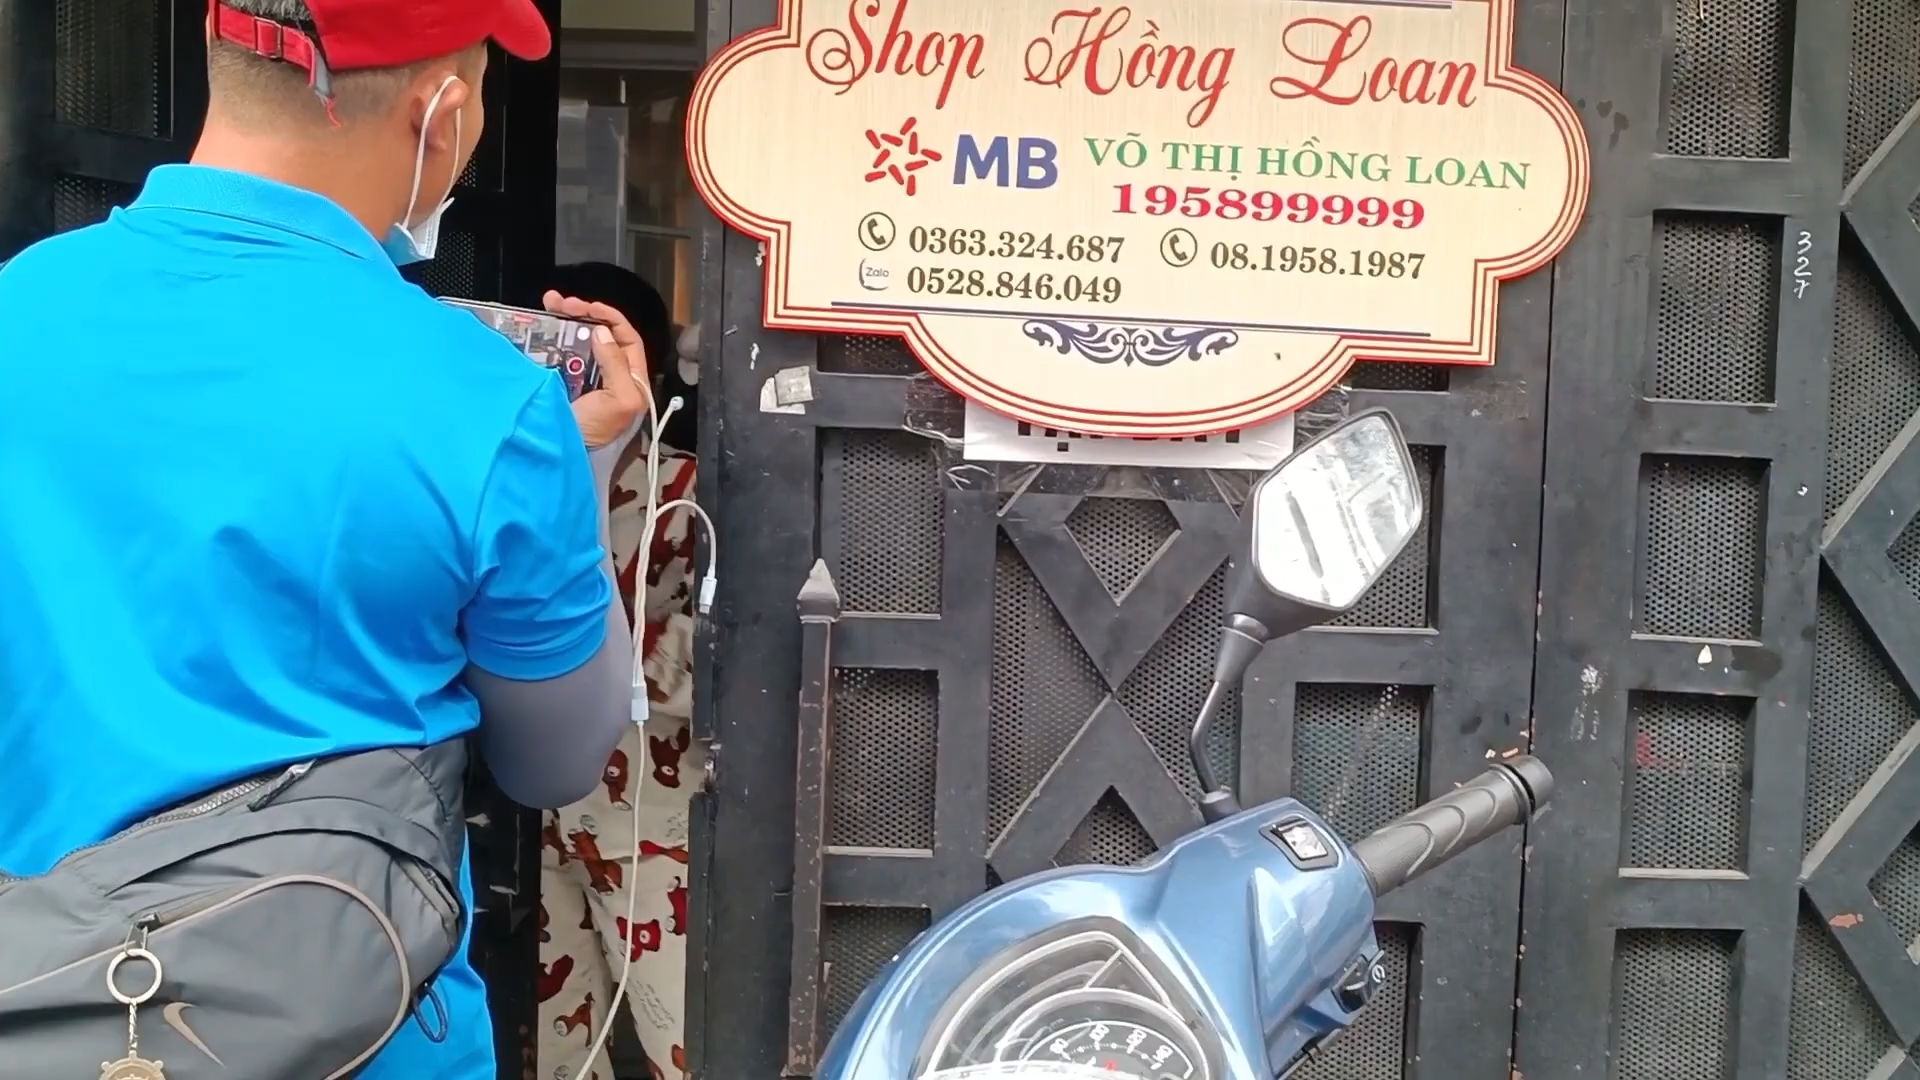 Shop Hồng Loan
MB VÕ THỊ HỒNG LOAN
195899999
0363.324.687 08.1958.1987
Zalo 0528.846.049
327